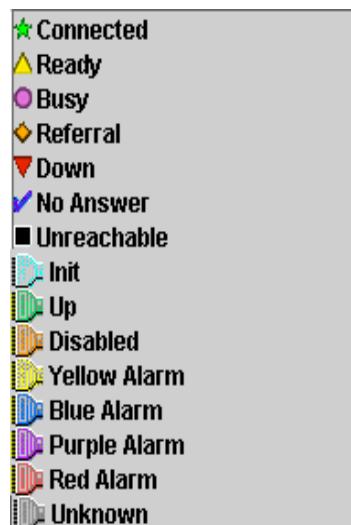 Connected
Ready
Busy
Referral
Down
No Answer
Unreachable
Init
Up
Disabled
Yellow Alarm
Blue Alarm
Purple Alarm
Red Alarm
Unknown